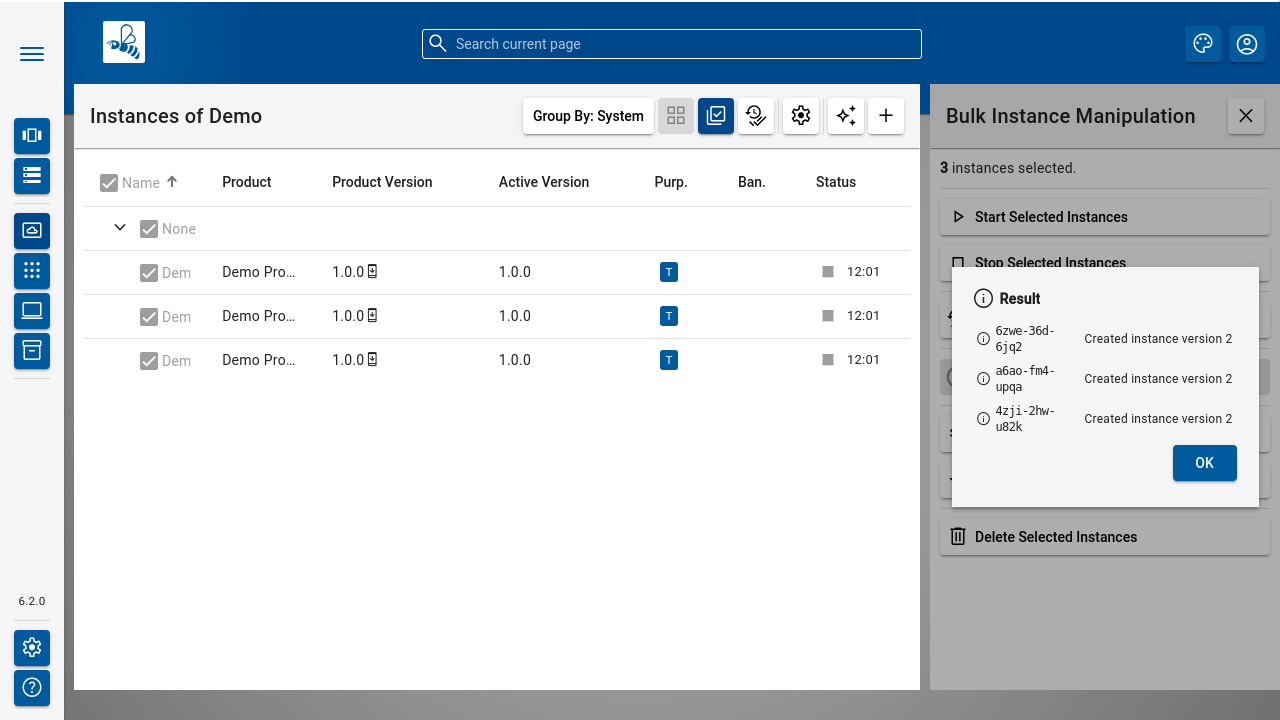 Search current page
Instances of Demo
Group By: System
Bulk Instance Manipulation
3 instances selected.
Name Product Product Version Active Version Purp. Ban. Status
None
Dem Demo Pro... 1.0.0 1.0.0 T 12:01
Dem Demo Pro... 1.0.0 1.0.0 T 12:01
Dem Demo Pro... 1.0.0 1.0.0 T 12:01
Start Selected Instances
Stop Selected Instances
Result
6zwe-36d-
6jq2
Created instance version 2
a6ao-fm4-
upqa
Created instance version 2
4zji-2hw-
u82k
Created instance version 2
OK
Delete Selected Instances
6.2.0